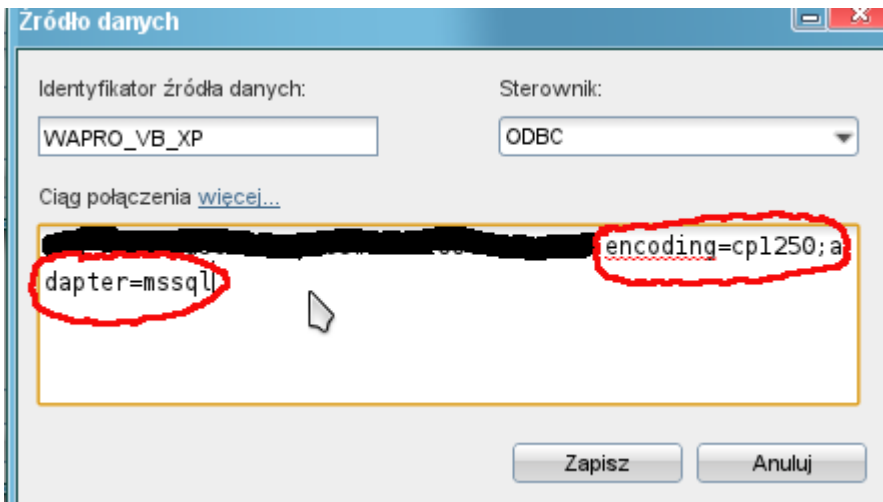 Źródło danych
Identyfikator źródła danych: Sterownik:
WAPRO_VB_XP ODBC
Ciąg połączenia więcej...
encoding=cp1250;a
dapter=mssql
Zapisz Anuluj